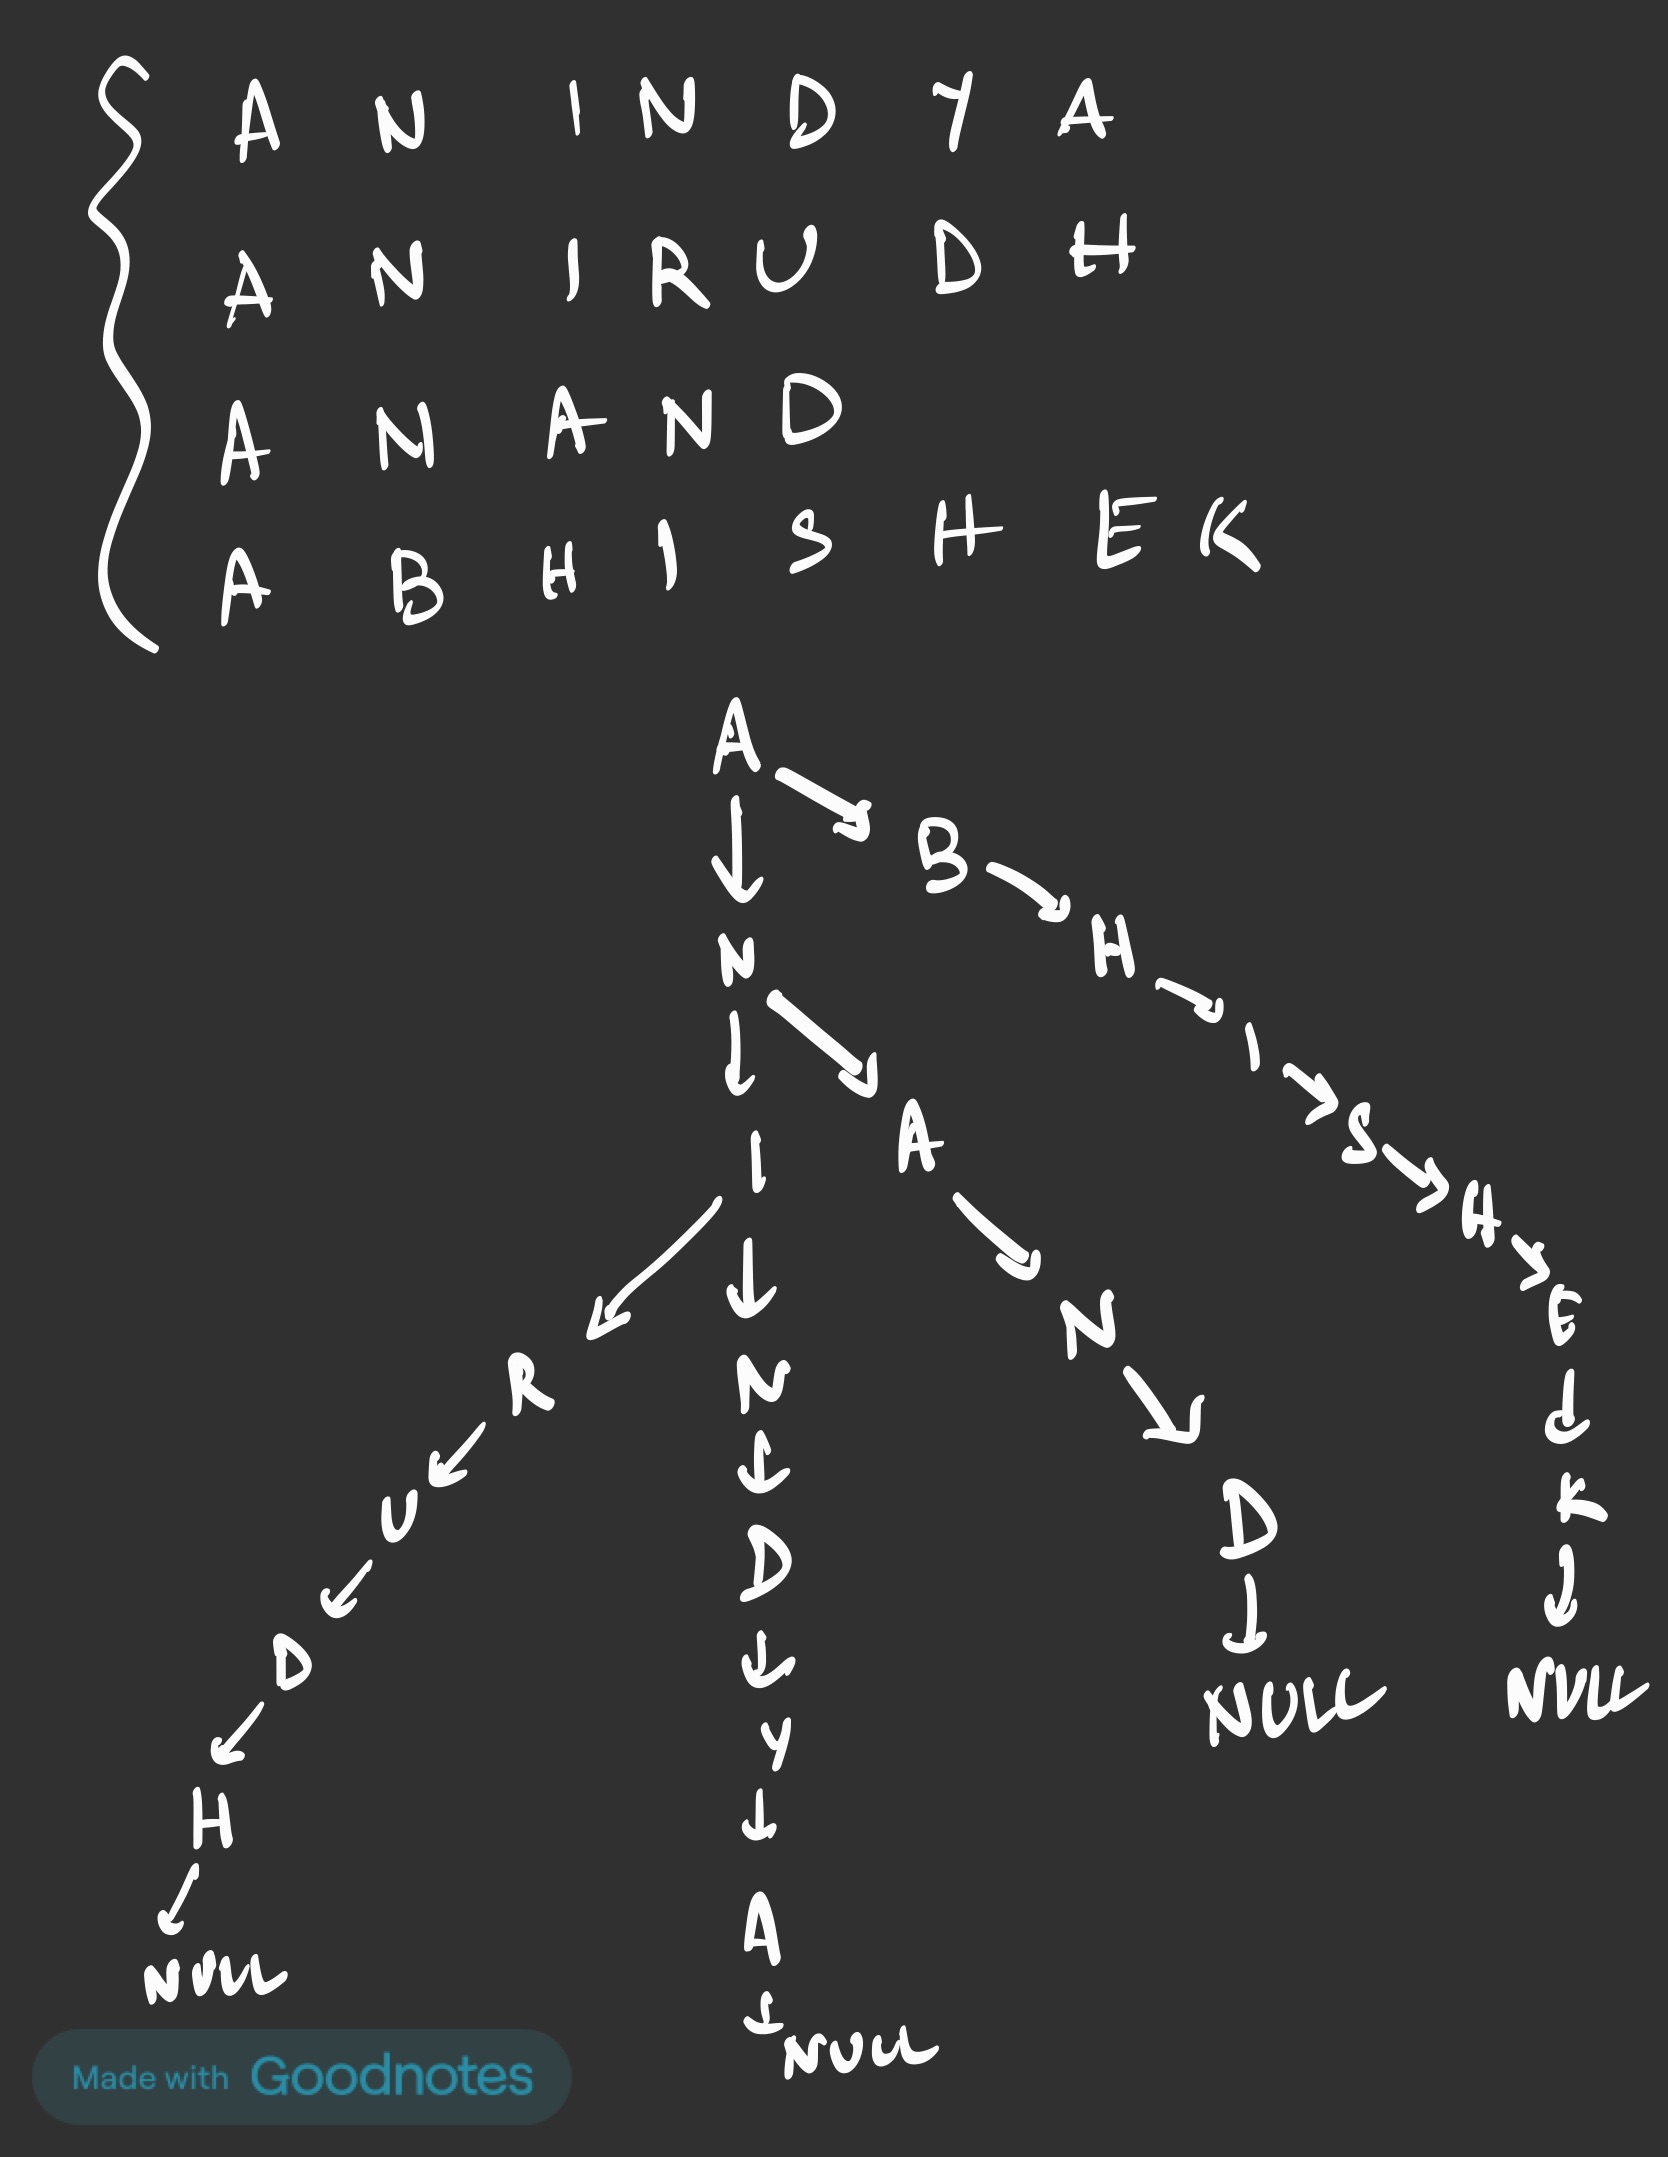 A N I N D Y A
A N I R U D H
A N A N D
A B H I S H E K
A
B
N
H
I
A
I
S
H
N
E
R
N
K
U
D
D
D
NULL
NULL
Y
H
A
NULL
NULL
Made with Goodnotes